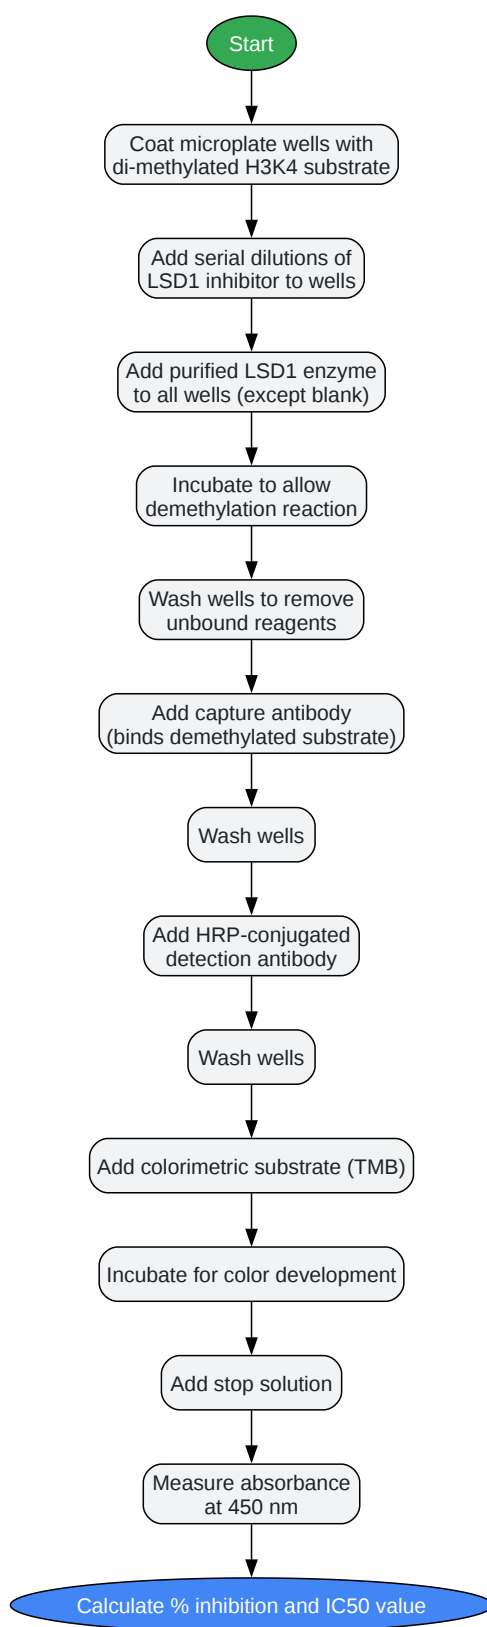 Start
Coat microplate wells with
di-methylated H3K4 substrate
Add serial dilutions of
LSD1 inhibitor to wells
Add purified LSD1 enzyme
to all wells (except blank)
Incubate to allow
demethylation reaction
Wash wells to remove
unbound reagents
Add capture antibody
(binds demethylated substrate)
Wash wells
Add HRP-conjugated
detection antibody
Wash wells
Add colorimetric substrate (TMB)
Incubate for color development
Add stop solution
Measure absorbance
at 450 nm
Calculate % inhibition and IC50 value